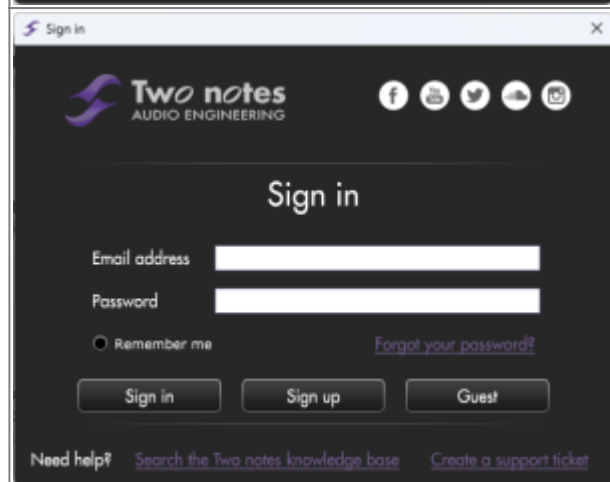 Sign in
Two notes
AUDIO ENGINEERING
Sign in
Email address
Password
Remember me Forgot your password?
Sign in Sign up Guest
Need help? Search the Two notes knowledge base Create a support ticket